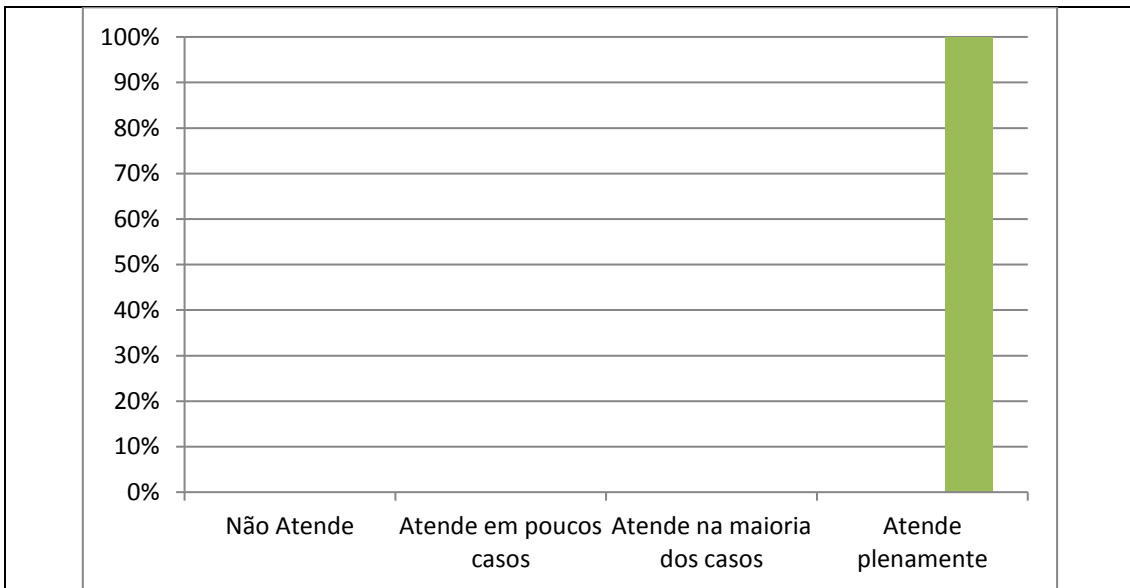 100%
90%
80%
70%
60%
50%
40%
30%
20%
10%
0%
Não Atende
Atende em poucos
casos
Atende na maioria
dos casos
Atende
plenamente